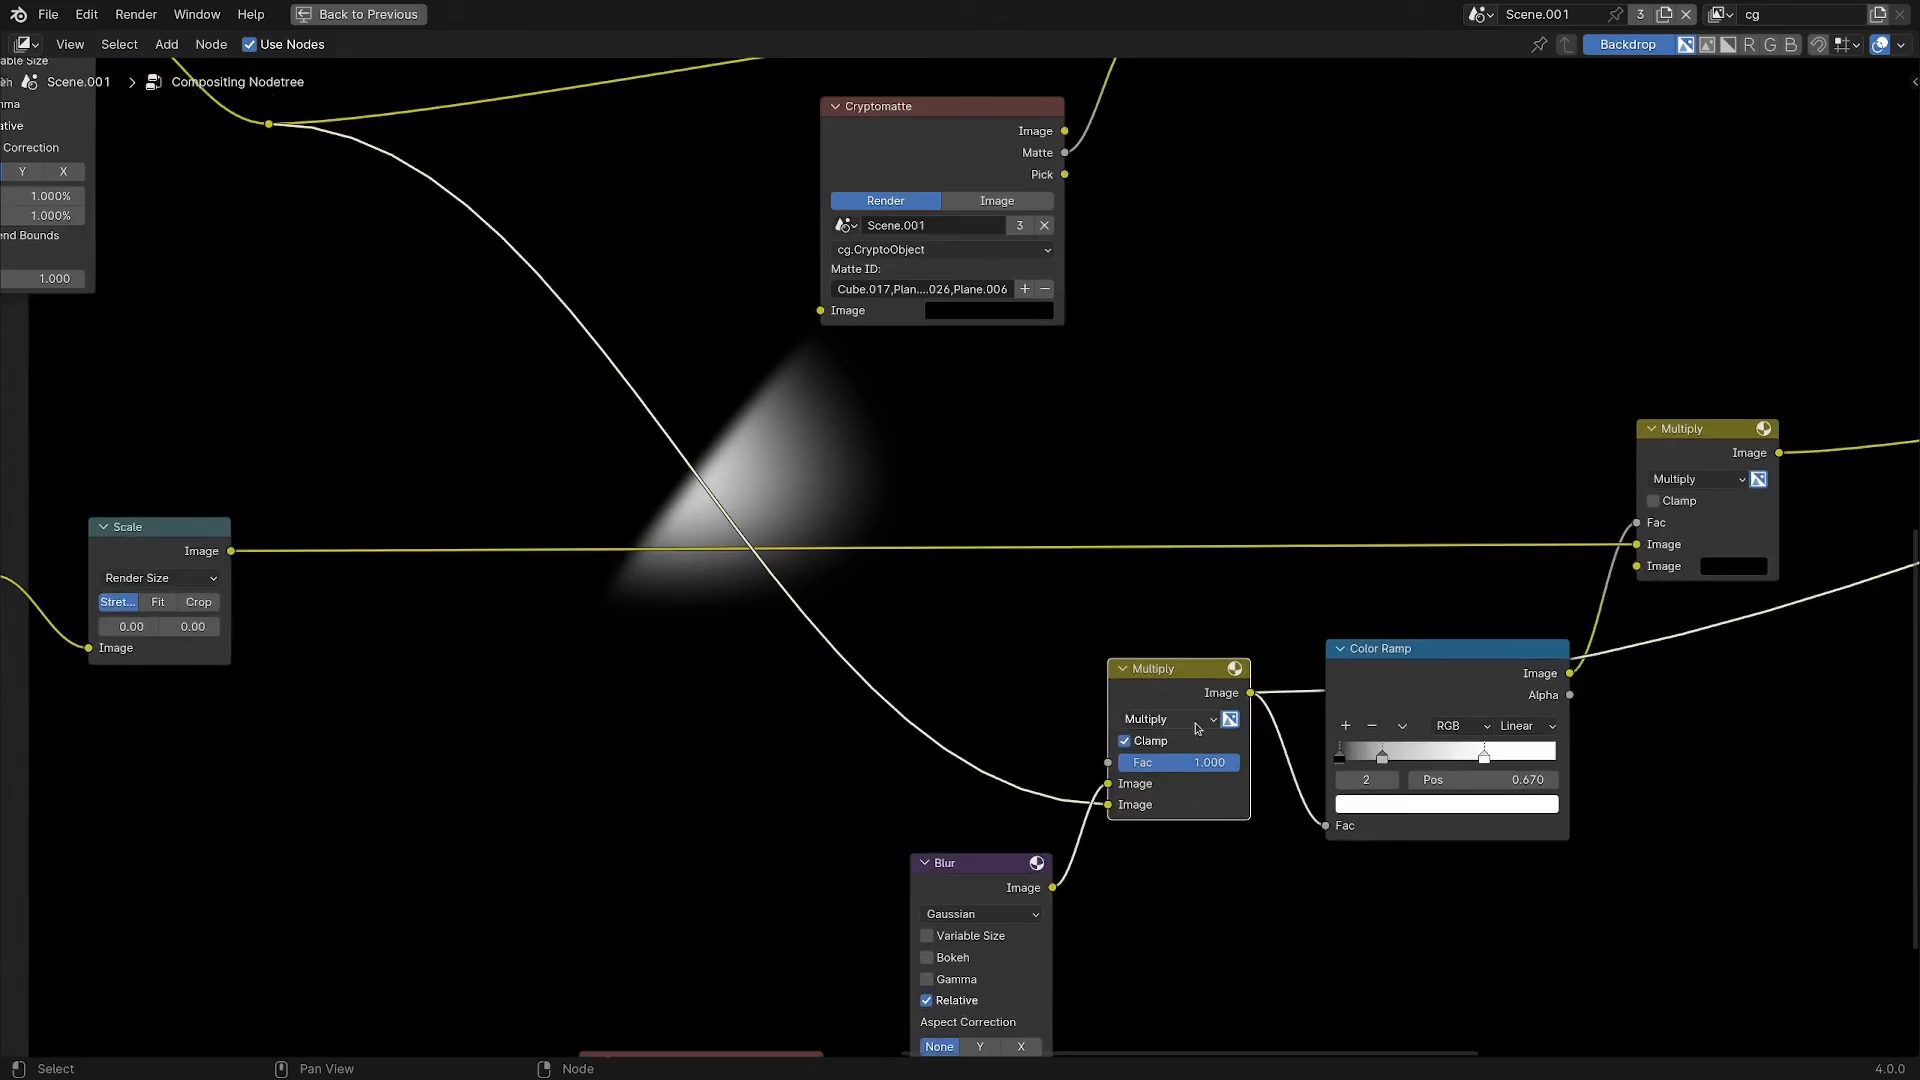 File Edit Render Window Help Back to Previous Scene.001 3 cg
View Select Add Node Use Nodes Backdrop R G B
able Size
Scene.001 > Compositing Nodetree
Correction
Y X
1.000%
1.000%
end Bounds
1.000
Cryptomatte
Image
Matte
Pick
Render Image
Scene.001 3
cg.CryptoObject
Matte ID:
Cube.017,Plan....026,Plane.006
Image
Scale
Image
Render Size
Stret... Fit Crop
0.00 0.00
Image
Multiply
Image
Multiply
Clamp
Fac
Image
Image
Multiply
Image
Multiply
Clamp
Fac 1.000
Image
Image
Color Ramp
Image
Alpha
RGB Linear
2 Pos 0.670
Fac
Blur
Image
Gaussian
Variable Size
Bokeh
Gamma
Relative
Aspect Correction
None Y X
Select Pan View Node 4.0.0